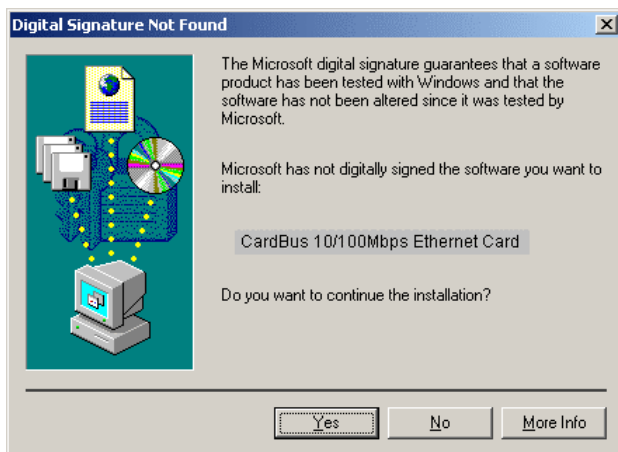 Digital Signature Not Found
The Microsoft digital signature guarantees that a software
product has been tested with Windows and that the
software has not been altered since it was tested by
Microsoft.
Microsoft has not digitally signed the software you want to
install:
CardBus 10/100Mbps Ethernet Card
Do you want to continue the installation?
Yes No More Info